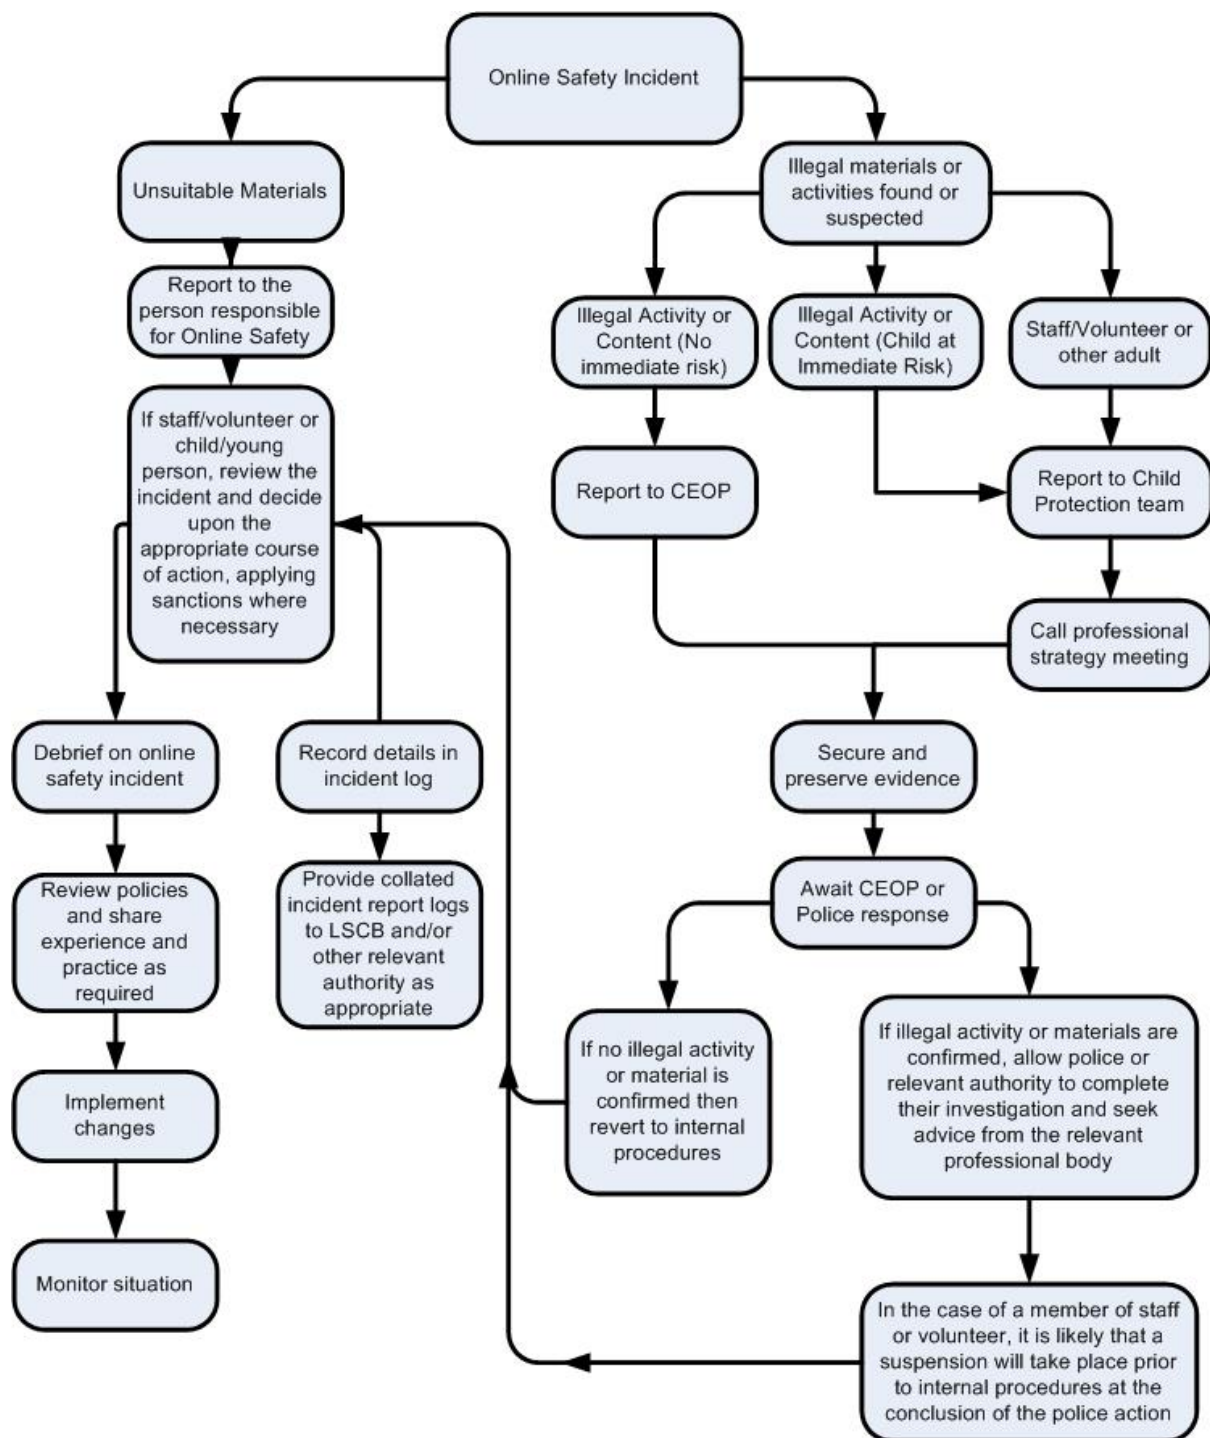 Online Safety Incident
Unsuitable Materials
Illegal materials or
activities found or
suspected
Report to the
person responsible
for Online Safety
Illegal Activity or
Content (No
immediate risk)
Illegal Activity or
Content (Child at
Immediate Risk)
Staff/Volunteer or
other adult
If staff/volunteer or
child/young
person, review the
incident and decide
upon the
appropriate course
of action, applying
sanctions where
necessary
Report to CEOP
Report to Child
Protection team
Call professional
strategy meeting
Debrief on online
safety incident
Record details in
incident log
Secure and
preserve evidence
Review policies
and share
experience and
practice as
required
Provide collated
incident report logs
to LSCB and/or
other relevant
authority as
appropriate
Await CEOP or
Police response
If no illegal activity
or material is
confirmed then
revert to internal
procedures
If illegal activity or materials are
confirmed, allow police or
relevant authority to complete
their investigation and seek
advice from the relevant
professional body
Implement
changes
Monitor situation
In the case of a member of staff
or volunteer, it is likely that a
suspension will take place prior
to internal procedures at the
conclusion of the police action